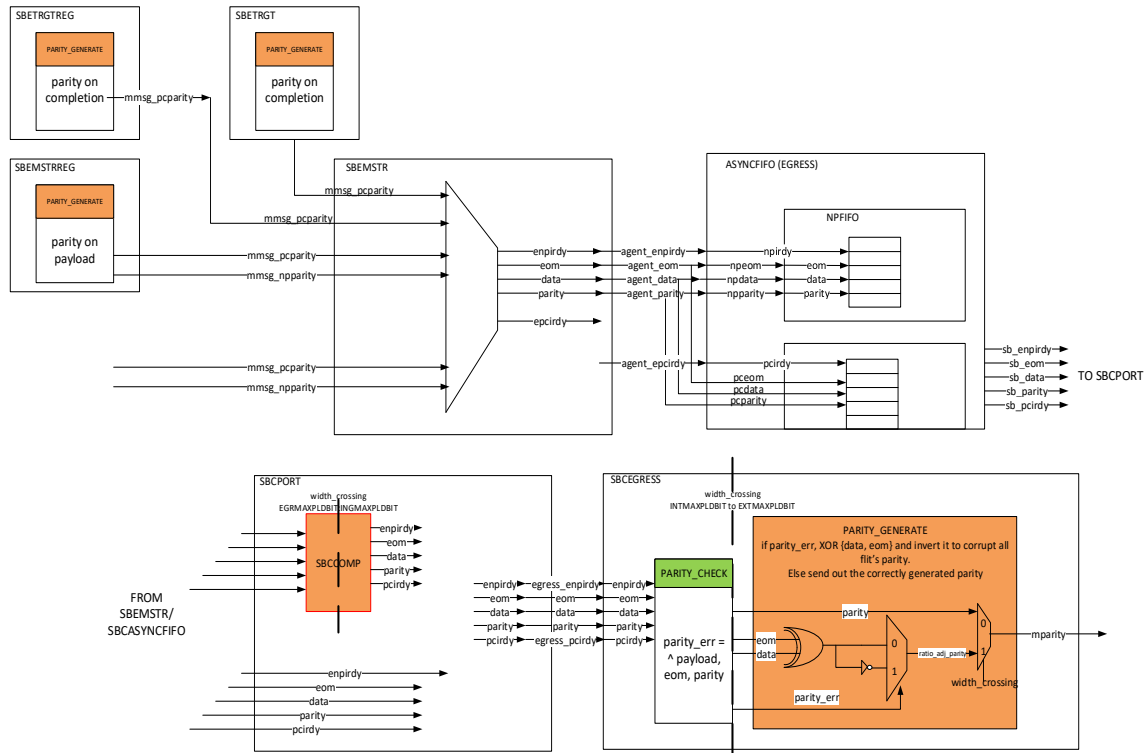 SBETRGTREG
PARITY_GENERATE
parity on
completion
mmsg_pcparity
SBETRGT
PARITY_GENERATE
parity on
completion
SBEMSTRREG
PARITY_GENERATE
parity on
payload
mmsg_pcparity
mmsg_npparity
mmsg_pcparity
mmsg_npparity
SBEMSTR
mmsg_pcparity
mmsg_pcparity
enpirdy
eom
data
parity
epcirdy
agent_enpirdy
agent_eom
agent_data
agent_parity
agent_epcirdy
ASYNCFIFO (EGRESS)
NPFIFO
npirdy
npeom
npdata
npparity
eom
data
parity
pcirdy
pceom
pcdata
pcparity
sb_enpirdy
sb_eom
sb_data
sb_parity
sb_pcirdy
TO SBCPORT
SBCPORT
width_crossing
EGRMAXPLDBIT:INGMAXPLDBIT
SBCCOMP
enpirdy
eom
data
parity
pcirdy
FROM
SBEMSTR/
SBCASYNCFIFO
enpirdy
eom
data
parity
pcirdy
enpirdy
eom
data
parity
pcirdy
egress_enpirdy
eom
data
parity
egress_pcirdy
enpirdy
eom
data
parity
pcirdy
SBCEGRESS
width_crossing
INTMAXPLDBIT to EXTMAXPLDBIT
PARITY_CHECK
parity_err =
^ payload,
eom, parity
PARITY_GENERATE
if parity_err, XOR {data, eom} and invert it to corrupt all
flit's parity.
Else send out the correctly generated parity
parity
eom
data
parity_err
0
1
ratio_adj_parity
0
1
width_crossing
mparity